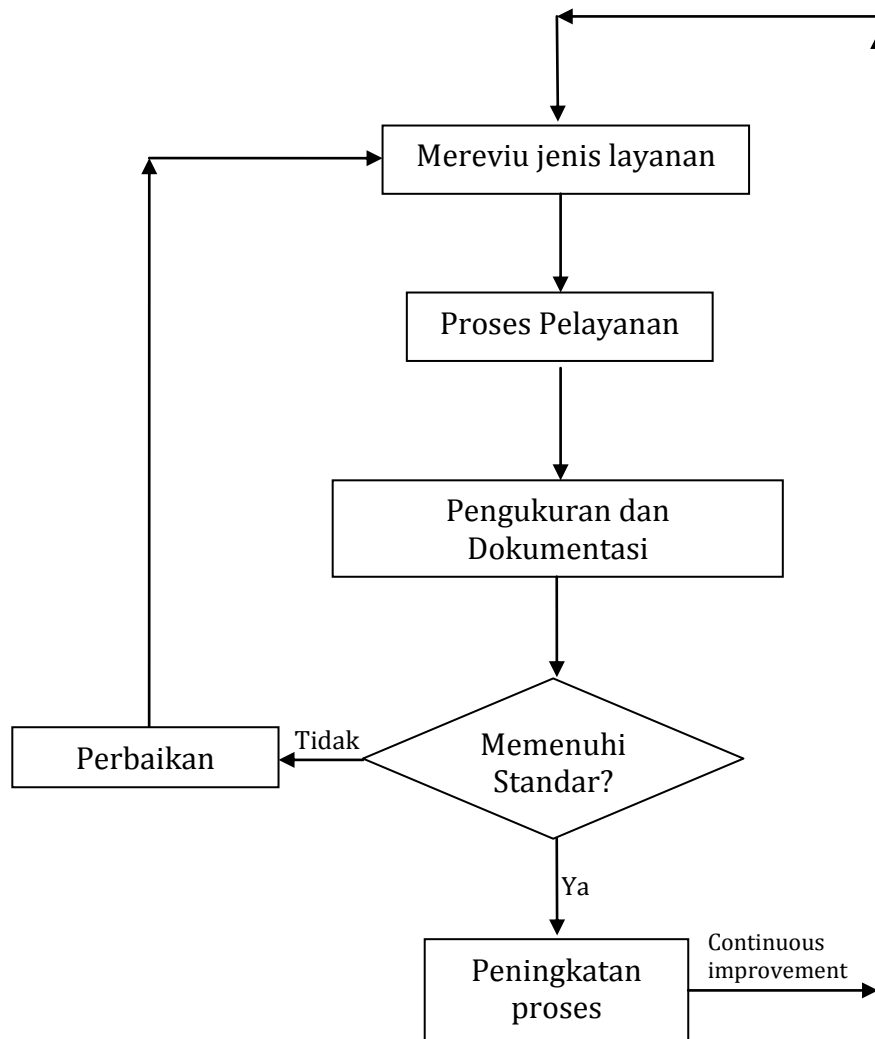 Mereviu jenis layanan
Proses Pelayanan
Pengukuran dan
Dokumentasi
Memenuhi
Standar?
Tidak
Perbaikan
Ya
Peningkatan
proses
Continuous
improvement